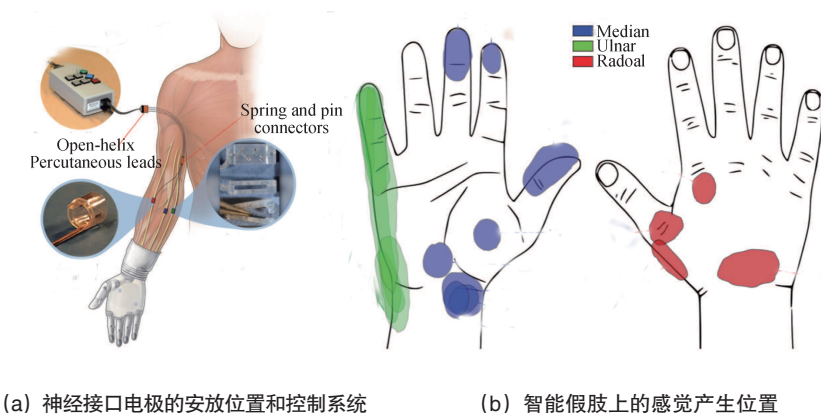 Median
Ulnar
Radoal
Spring and pin
connectors
Open-helix
Percutaneous leads
(a) 神经接口电极的安放位置和控制系统
(b) 智能假肢上的感觉产生位置